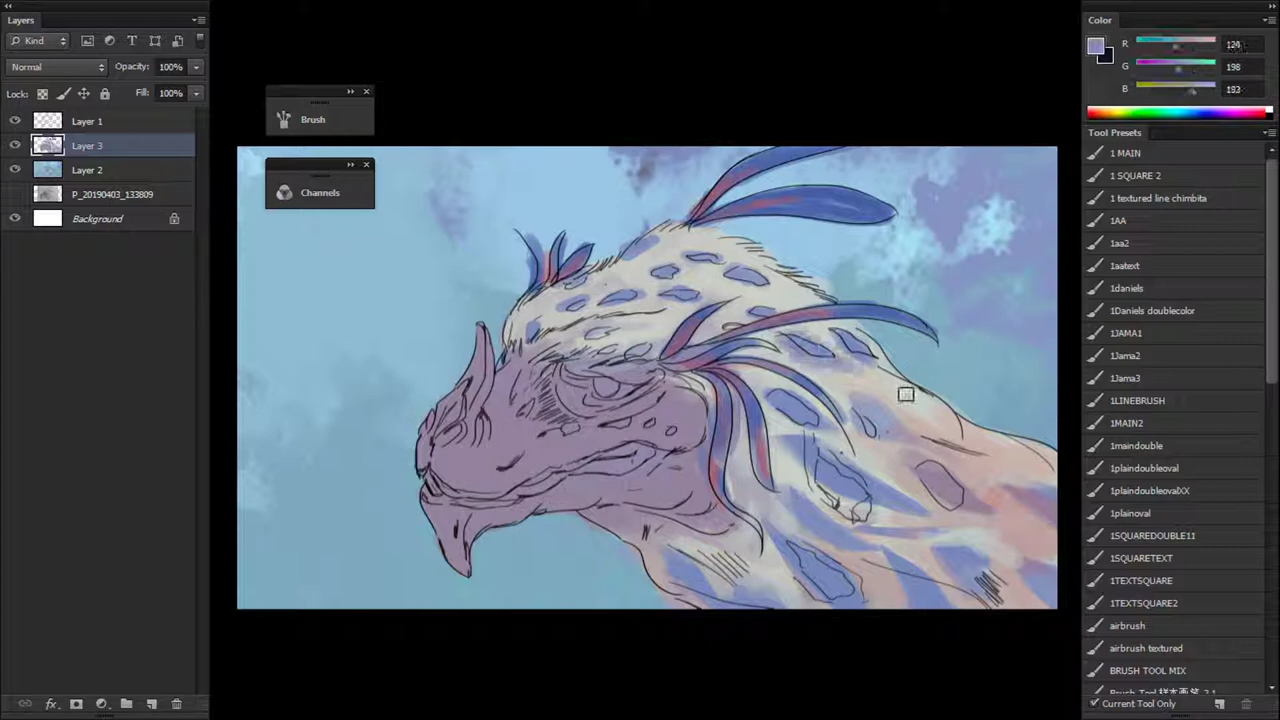 Layers
Kind
Normal
Opacity: 100%
Lock:
Fill: 100%
Layer 1
Layer 3
Layer 2
P_20190403_133809
Background
Brush
Channels
Color
R
G 198
B 193
Tool Presets
1 MAIN
1 SQUARE 2
1 textured line chimbita
1AA
1aa2
1aatext
1daniels
1Daniels doublecolor
1JAMA1
1Jama2
1Jama3
1LINEBRUSH
1MAIN2
1maindouble
1plaindoubleoval
1plaindoubleovalXX
1plainoval
1SQUAREDOUBLE11
1SQUARETEXT
1TEXTSQUARE
1TEXTSQUARE2
airbrush
airbrush textured
BRUSH TOOL MIX
Current Tool Only